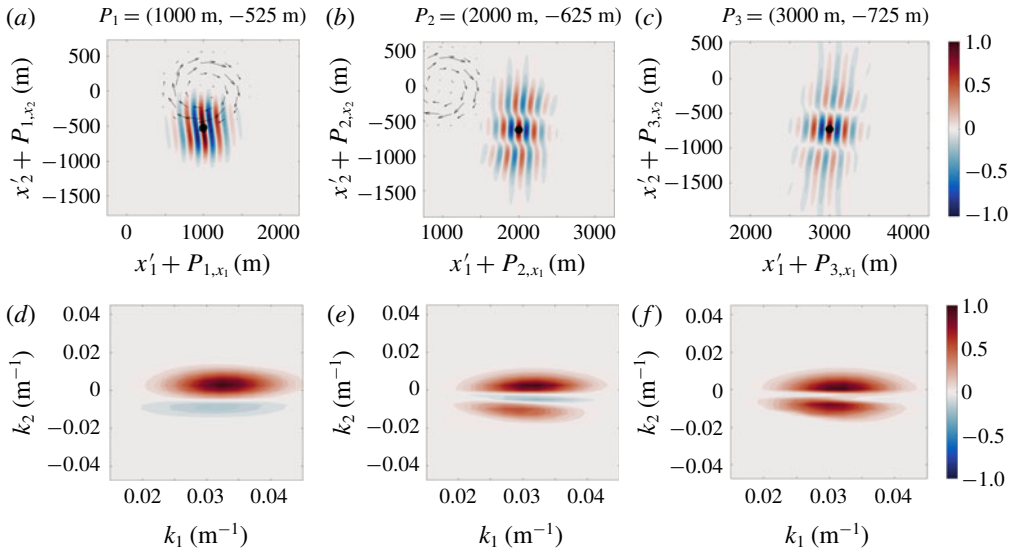 (a) P1 = (1000 m, −525 m) (b) P2 = (2000 m, −625 m) (c) P3 = (3000 m, −725 m)
x′2 + P1,x2 (m)
500
0
−500
−1000
−1500
0 1000 2000
x′1 + P1,x1 (m)
x′2 + P2,x2 (m)
500
0
−500
−1000
−1500
1000 2000 3000
x′1 + P2,x1 (m)
x′2 + P3,x2 (m)
500
0
−500
−1000
−1500
2000 3000 4000
x′1 + P3,x1 (m)
1.0
0.5
0
−0.5
−1.0
(d)
k2 (m−1)
0.04
0.02
0
−0.02
−0.04
0.02 0.03 0.04
k1 (m−1)
(e)
k2 (m−1)
0.04
0.02
0
−0.02
−0.04
0.02 0.03 0.04
k1 (m−1)
(f)
k2 (m−1)
0.04
0.02
0
−0.02
−0.04
0.02 0.03 0.04
k1 (m−1)
1.0
0.5
0
−0.5
−1.0